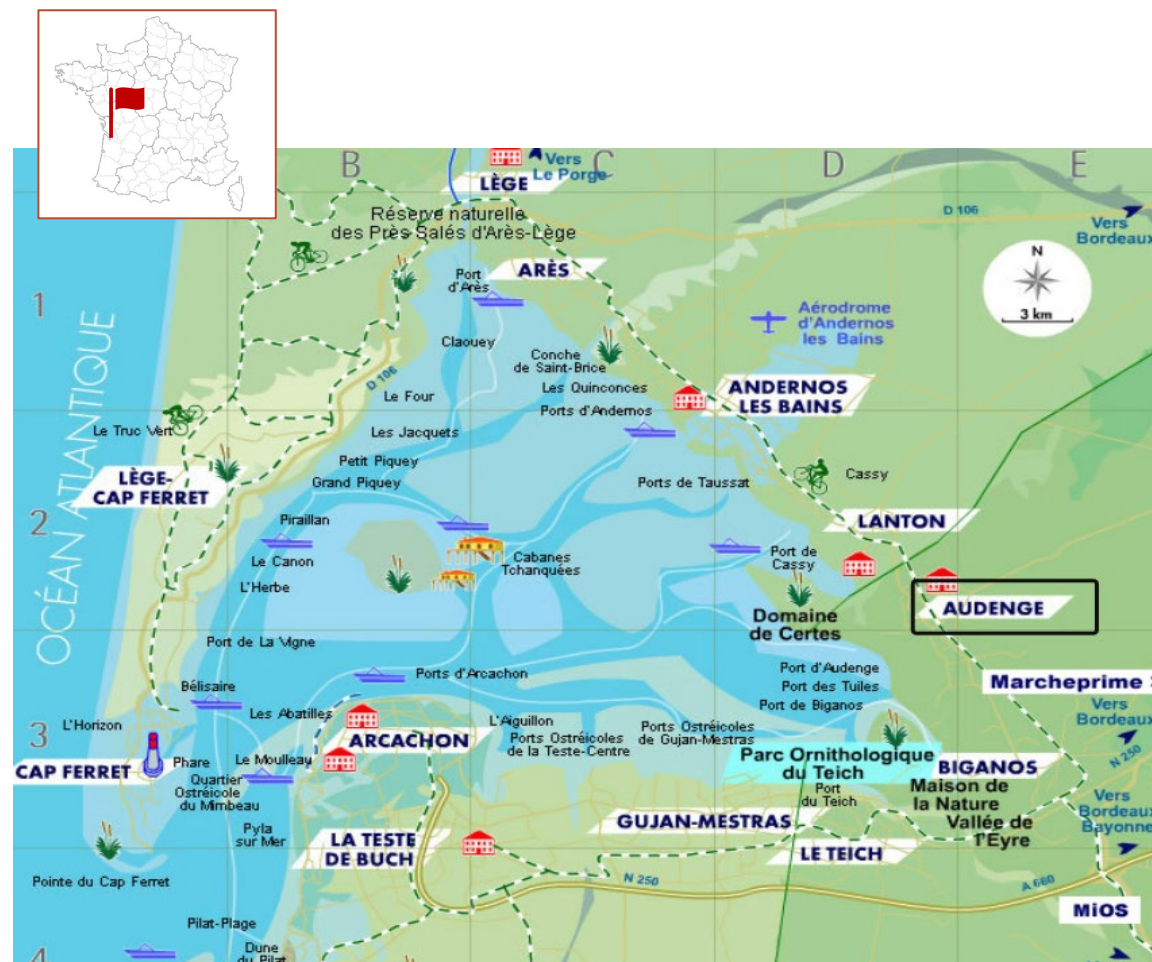 B
C
D
E
Vers
Le Porge
LÈGE
Réserve naturelle
des Près Salés d'Arès-Lège
D 106
Vers
Bordeaux
N
3 km
1
Port
d'Arès
ARÈS
Aérodrome
d'Andernos
les Bains
Claouey
Conche
de Saint-Brice
D 106
Les Quinconces
Le Four
Ports d'Andernos
ANDERNOS
LES BAINS
OCÉAN ATLANTIQUE
Le Truc Vert
Les Jacquets
Petit Piquey
Grand Piquey
LÈGE-
CAP FERRET
Ports de Taussat
Cassy
2
Piraillan
LANTON
Le Canon
Cabanes
Tchanquées
Port de
Cassy
L'Herbe
AUDENGE
Domaine
de Certes
Port de La Vigne
Ports d'Arcachon
Port d'Audenge
Port des Tuiles
Port de Biganos
Marcheprime
Bélisaire
Les Abatilles
L'Horizon
L'Aiguillon
Ports Ostréicoles
de la Teste-Centre
Ports Ostréicoles
de Gujan-Mestras
Vers
Bordeaux
3
ARCACHON
N 250
CAP FERRET
Phare
Le Moulleau
Quartier
Ostréicole
du Mimbeau
Parc Ornithologique
du Teich
BIGANOS
Port
du Teich
Maison de
la Nature
Vallée de
l'Eyre
Vers
Bordeaux
Bayonne
Pyla
sur Mer
GUJAN-MESTRAS
LA TESTE
DE BUCH
LE TEICH
Pointe du Cap Ferret
N 250
A 660
MiOS
Pilat-Plage
Dune
du Pilat
4